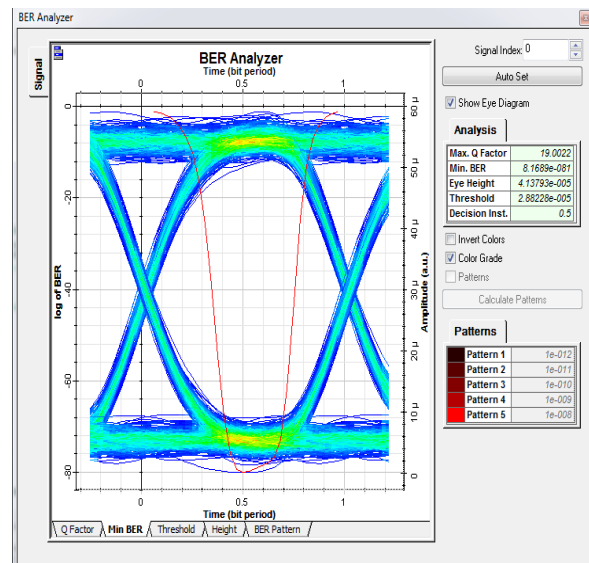 BER Analyzer
Signal
BER Analyzer
Time (bit period)
0 0.5 1
0
-20
-40
-60
-80
log of BER
60 µ
50 µ
40 µ
30 µ
20 µ
10 µ
0
Amplitude (a.u.)
0 0.5 1
Time (bit period)
Q Factor Min BER Threshold Height BER Pattern
Signal Index: 0
Auto Set
Show Eye Diagram
Analysis
Max. Q Factor 19.0022
Min. BER 8.1689e-081
Eye Height 4.13793e-005
Threshold 2.88228e-005
Decision Inst. 0.5
Invert Colors
Color Grade
Patterns
Calculate Patterns
Patterns
Pattern 1 1e-012
Pattern 2 1e-011
Pattern 3 1e-010
Pattern 4 1e-009
Pattern 5 1e-008